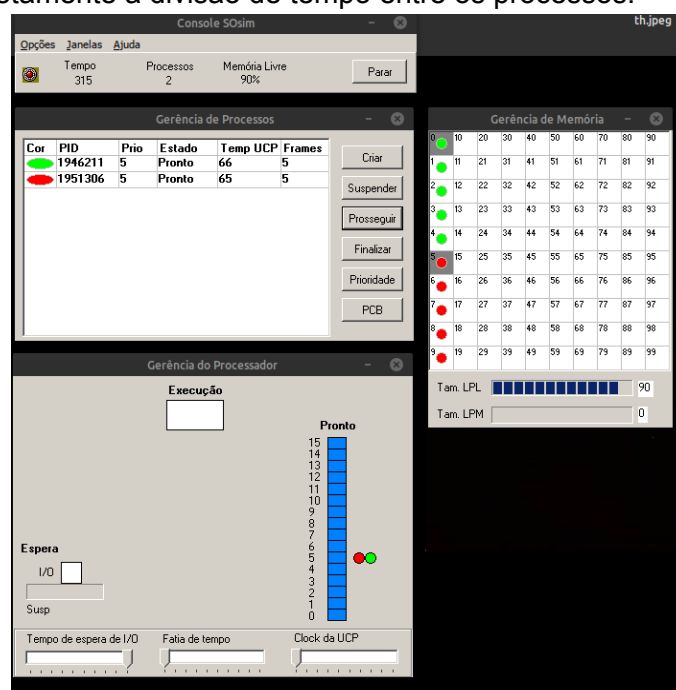 a divisão de tempo entre os processos.
th.jpeg
Console SOsim
Opções Janelas Ajuda
Tempo Processos Memória Livre
315 2 90%
Parar
Gerência de Processos
Cor PID Prio Estado Temp UCP Frames
1946211 5 Pronto 66 5
1951306 5 Pronto 65 5
Criar
Suspender
Prosseguir
Finalizar
Prioridade
PCB
Gerência de Memória
0 10 20 30 40 50 60 70 80 90
1 11 21 31 41 51 61 71 81 91
2 12 22 32 42 52 62 72 82 92
3 13 23 33 43 53 63 73 83 93
4 14 24 34 44 54 64 74 84 94
5 15 25 35 45 55 65 75 85 95
6 16 26 36 46 56 66 76 86 96
7 17 27 37 47 57 67 77 87 97
8 18 28 38 48 58 68 78 88 98
9 19 29 39 49 59 69 79 89 99
Tam. LPL 90
Tam. LPM 0
Gerência do Processador
Execução
Pronto
15
14
13
12
11
10
9
8
7
6
5
4
3
2
1
0
Espera
I/O
Susp
Tempo de espera de I/O Fatia de tempo Clock da UCP